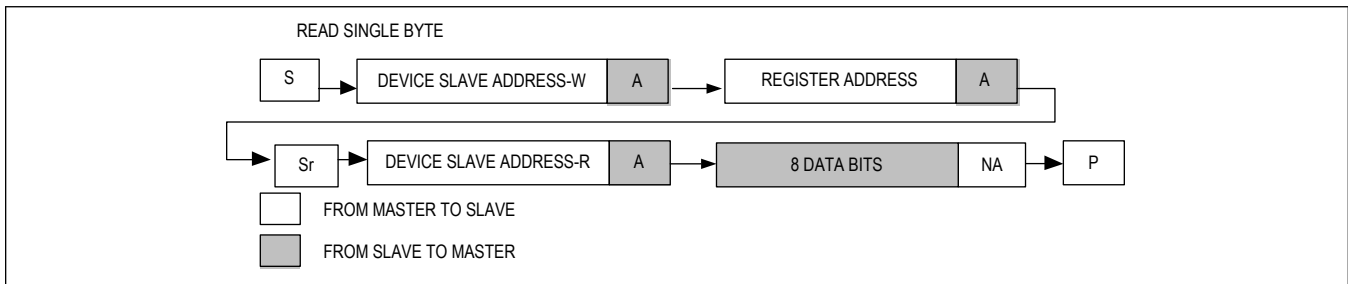 READ SINGLE BYTE
S DEVICE SLAVE ADDRESS-W A REGISTER ADDRESS A
Sr DEVICE SLAVE ADDRESS-R A 8 DATA BITS NA P
FROM MASTER TO SLAVE
FROM SLAVE TO MASTER